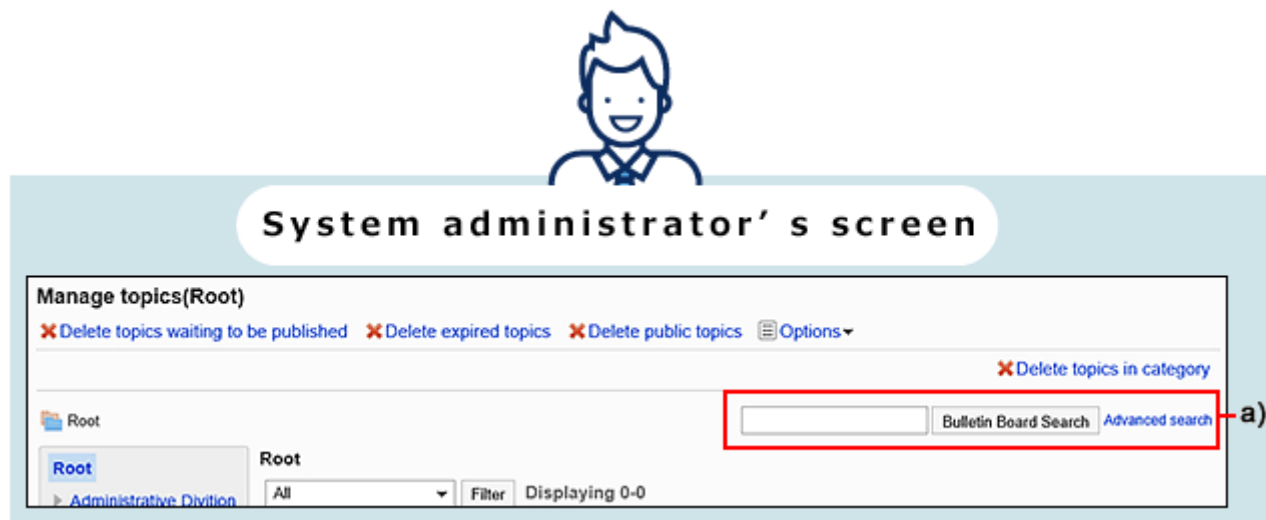 System administrator’ s screen
Manage topics(Root)
Delete topics waiting to be published Delete expired topics Delete public topics Options
Delete topics in category
Root Bulletin Board Search Advanced search a)
Root Root
Administrative Divition All Filter Displaying 0-0